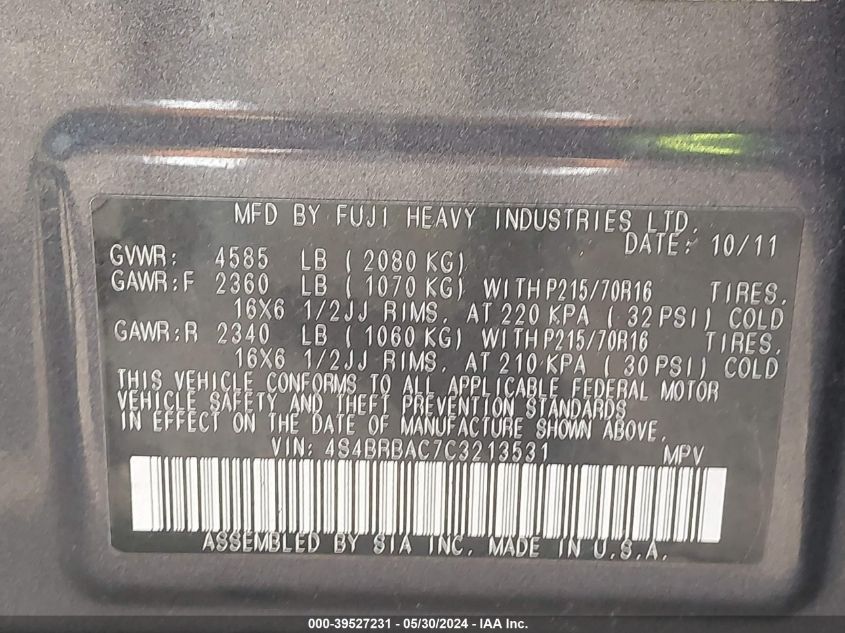 MFD BY FUJI HEAVY INDUSTRIES LTD.
DATE: 10/11
GVWR: 4585 LB ( 2080 KG)
GAWR:F 2360 LB ( 1070 KG) WITH P215/70R16 TIRES,
16X6 1/2JJ RIMS, AT 220 KPA ( 32 PSI) COLD
GAWR:R 2340 LB ( 1060 KG) WITH P215/70R16 TIRES,
16X6 1/2JJ RIMS, AT 210 KPA ( 30 PSI) COLD
THIS VEHICLE CONFORMS TO ALL APPLICABLE FEDERAL MOTOR
VEHICLE SAFETY AND THEFT PREVENTION STANDARDS
IN EFFECT ON THE DATE OF MANUFACTURE SHOWN ABOVE.
VIN: 4S4BRBAC7C3213531 MPV
ASSEMBLED BY SIA INC. MADE IN U.S.A.
000-39527231 - 05/30/2024 - IAA Inc.